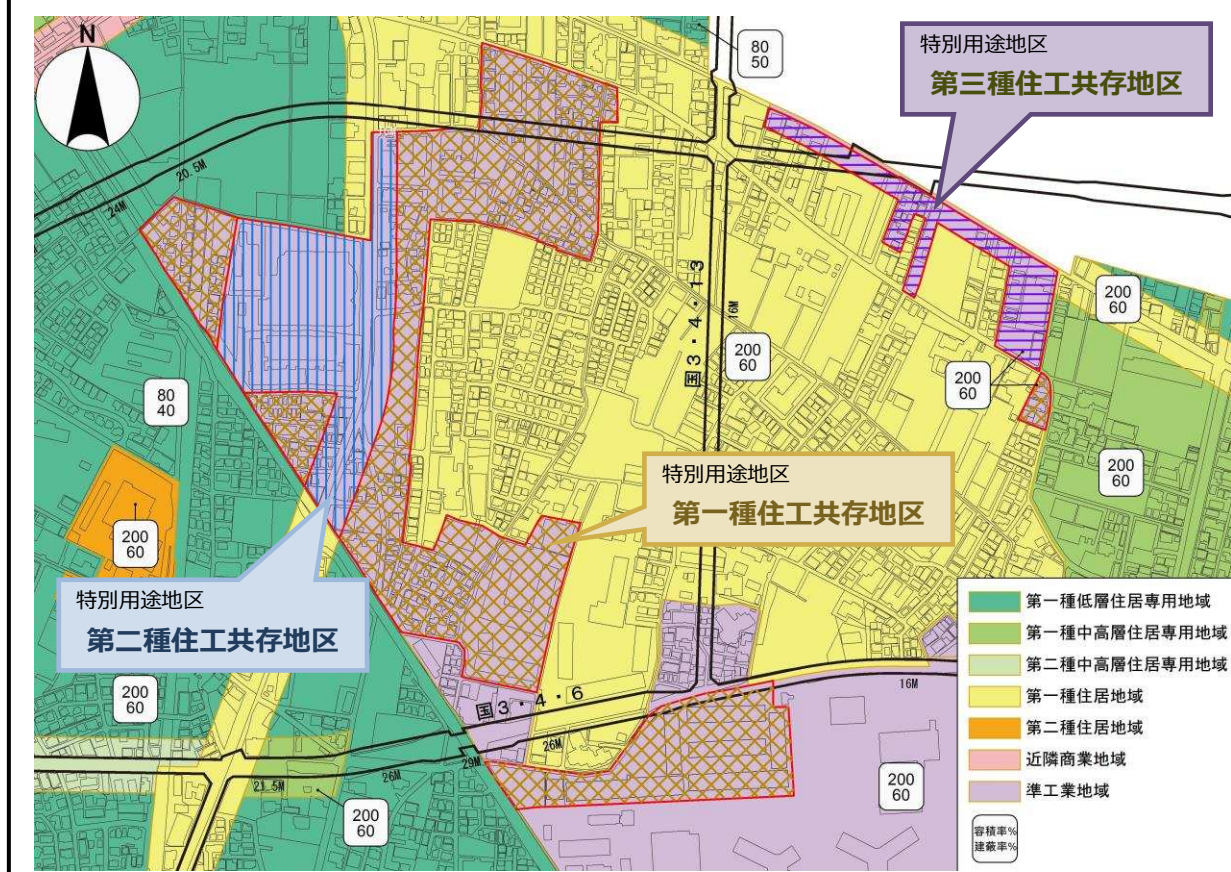 N
80
50
特別用途地区
第三種住工共存地区
20.5M
24M
国3・4・13
16M
200
60
200
60
200
60
80
40
200
60
特別用途地区
第一種住工共存地区
200
60
特別用途地区
第二種住工共存地区
200
60
国3・4・6
16M
26M
29M
26M
21.5M
200
60
200
60
第一種低層住居専用地域
第一種中高層住居専用地域
第二種中高層住居専用地域
第一種住居地域
第二種住居地域
近隣商業地域
準工業地域
容積率%
建蔽率%